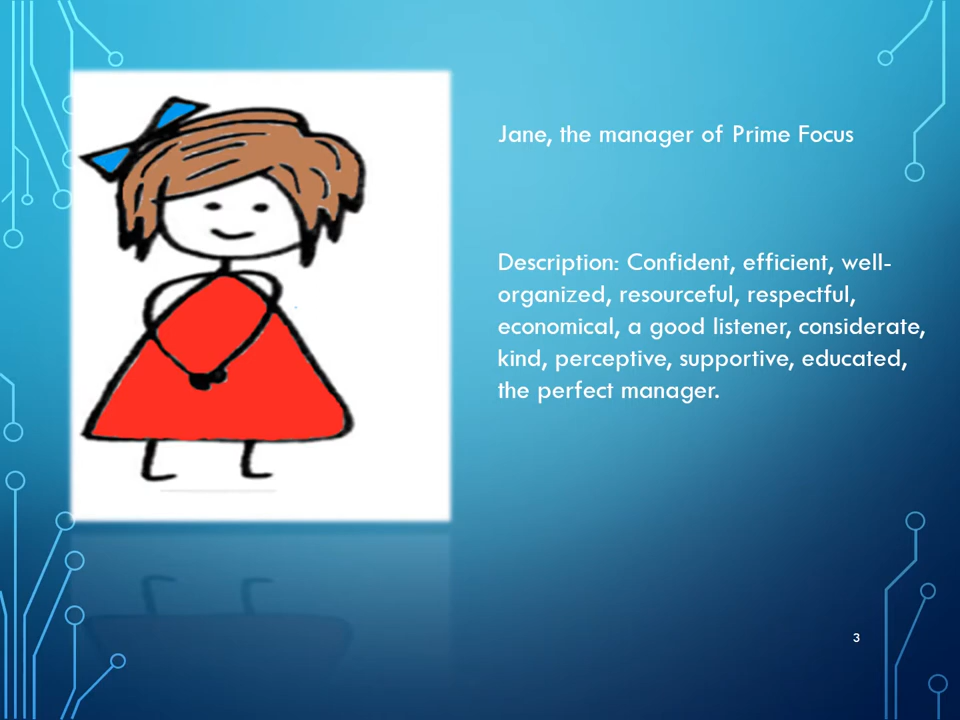 Jane, the manager of Prime Focus
Description: Confident, efficient, well-
organized, resourceful, respectful,
economical, a good listener, considerate,
kind, perceptive, supportive, educated,
the perfect manager.
3